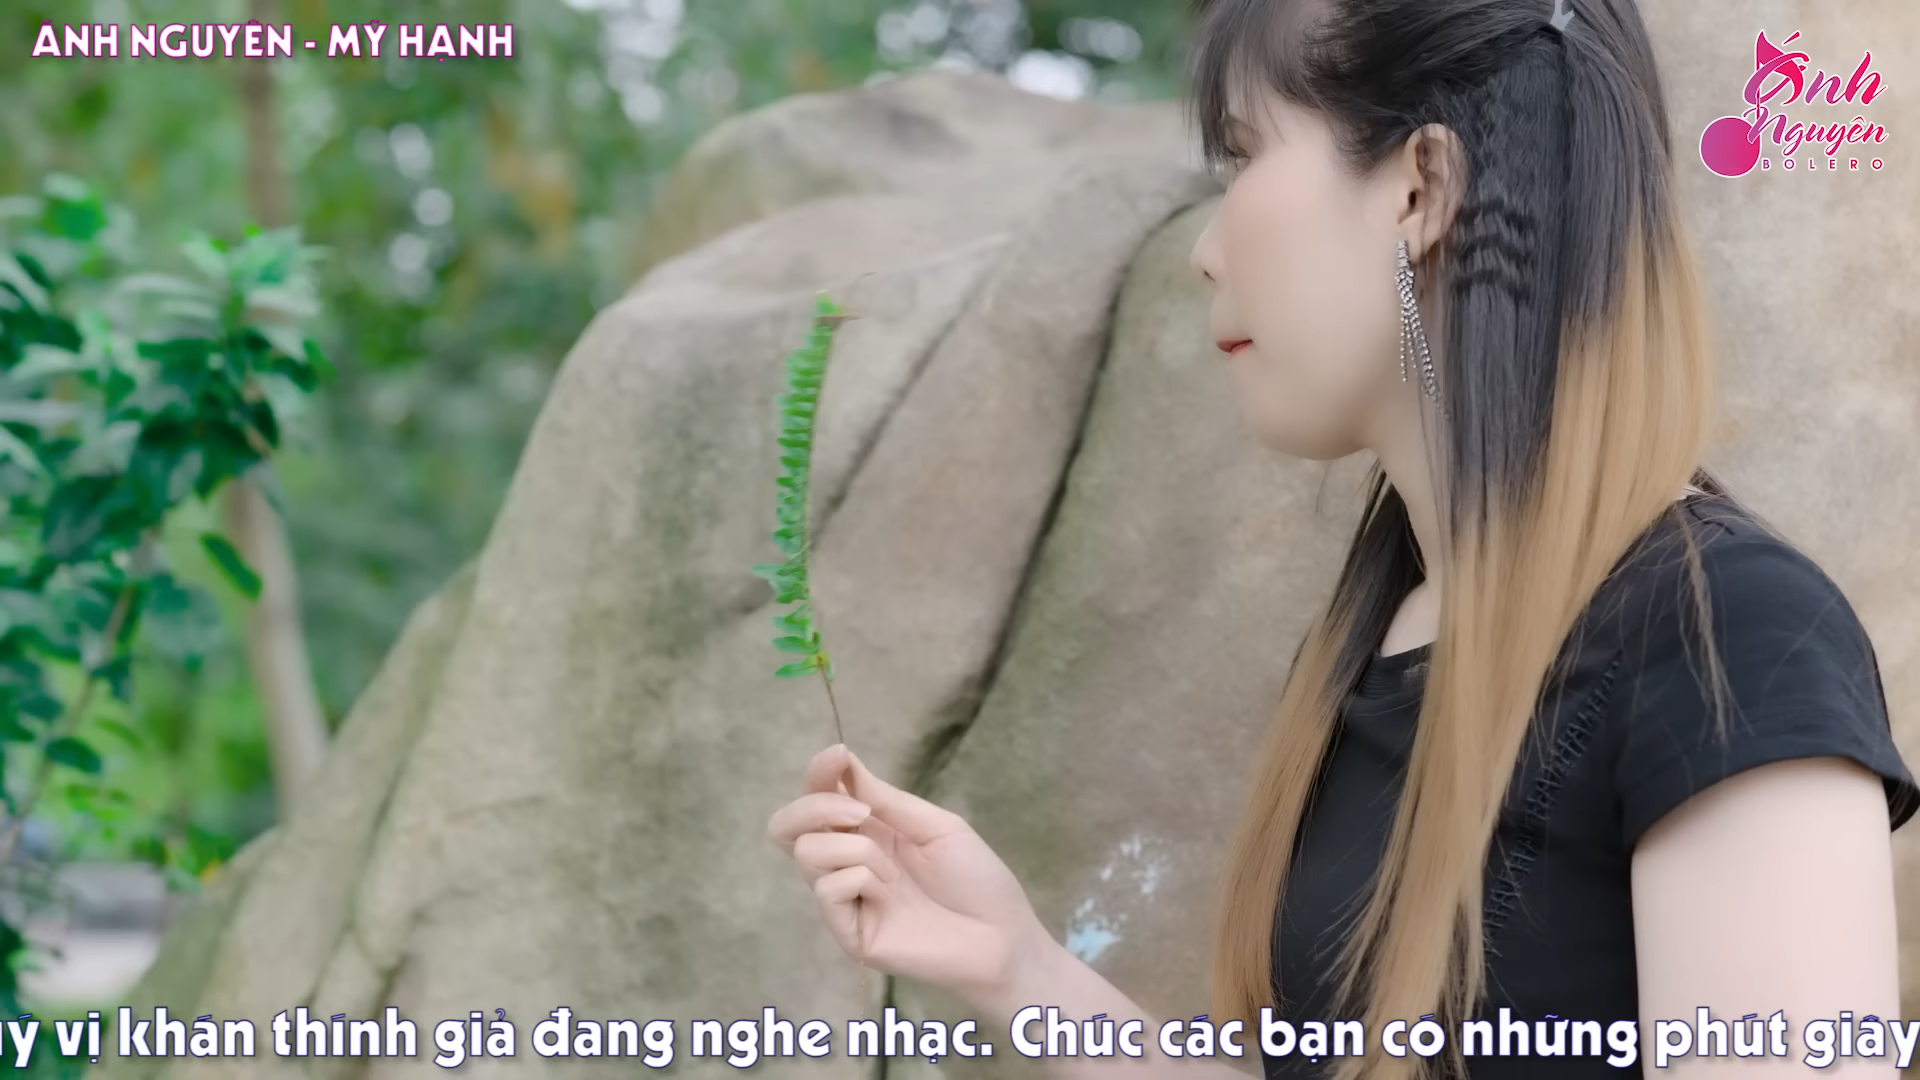 ÁNH NGUYÊN - MỸ HẠNH
Ánh
Nguyên
BOLERO
vị khán thính giả đang nghe nhạc. Chúc các bạn có những phút giây